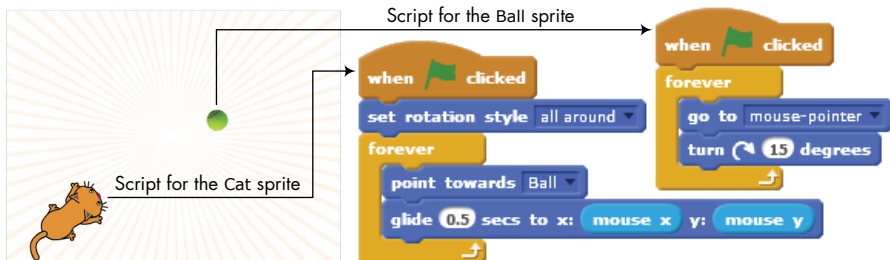 Script for the Ball sprite
when clicked
forever
go to mouse-pointer
turn 15 degrees
Script for the Cat sprite
when clicked
set rotation style all around
forever
point towards Ball
glide 0.5 secs to x: mouse x y: mouse y